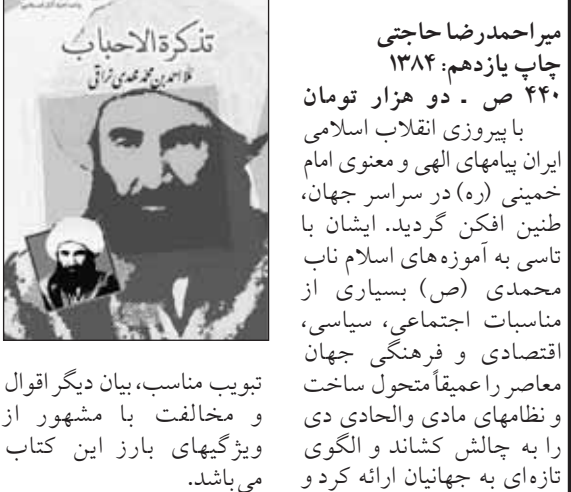 میراحمدرضا حاجتی
چاپ یازدهم: ۱۳۸۴
۴۴۰ ص ـ دو هزار تومان
با پیروزی انقلاب اسلامی
ایران پیامهای الهی و معنوی امام
خمینی (ره) در سراسر جهان،
طنین افکن گردید. ایشان با
تاسی به آموزه‌های اسلام ناب
محمدی (ص) بسیاری از
مناسبات اجتماعی، سیاسی،
اقتصادی و فرهنگی جهان
معاصر را عمیقاً متحول ساخت
و نظامهای مادی والحادی دی
را به چالش کشاند و الگوی
تازه‌ای به جهانیان ارائه کرد و
تذکرةالاحباب
ملا احمد بن محمد مهدی نراقی
تبویب مناسب، بیان دیگر اقوال
و مخالفت با مشهور از
ویژگیهای بارز این کتاب
می‌باشد.